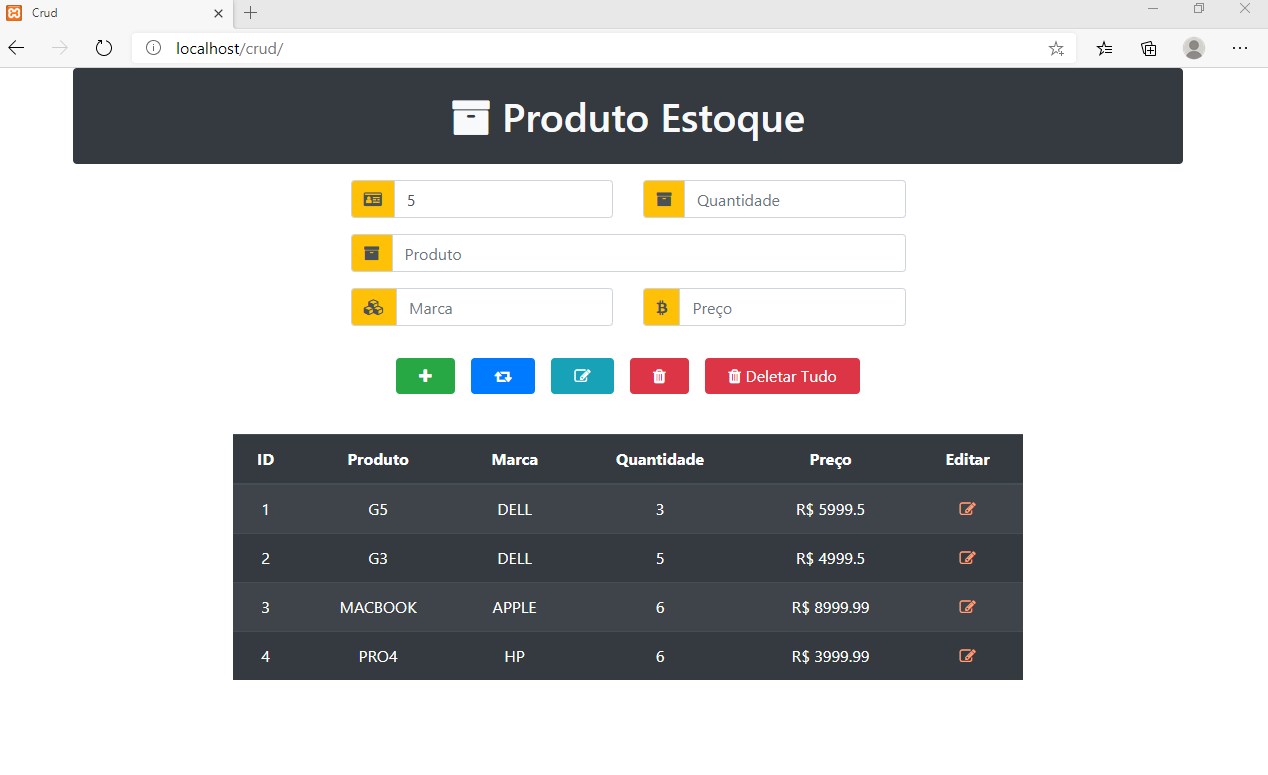 Crud
localhost/crud/
Produto Estoque
5 Quantidade
Produto
Marca Preço
Deletar Tudo
ID Produto Marca Quantidade Preço Editar
1 G5 DELL 3 R$ 5999.5
2 G3 DELL 5 R$ 4999.5
3 MACBOOK APPLE 6 R$ 8999.99
4 PRO4 HP 6 R$ 3999.99